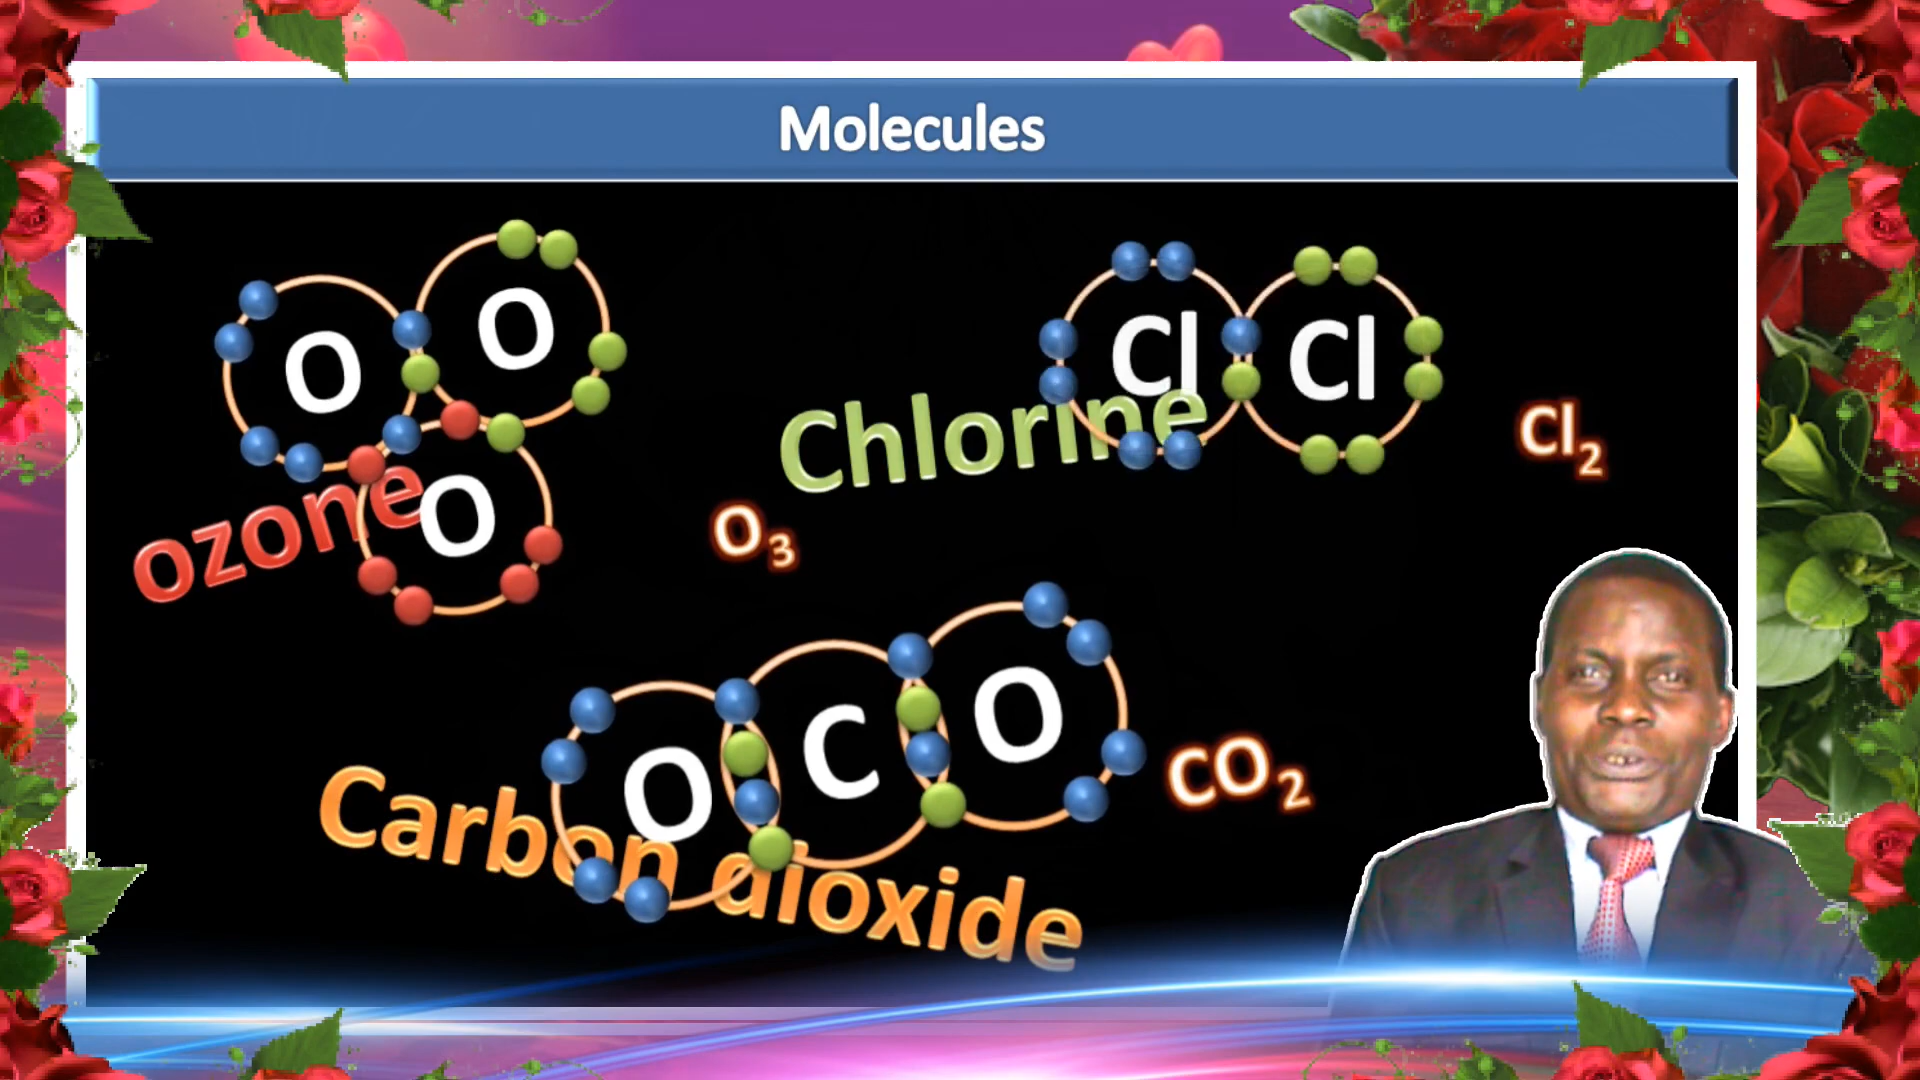 Molecules
O
O
O
ozone
O₃
Cl
Cl
Chlorine
Cl₂
O
C
O
Carbon dioxide
CO₂